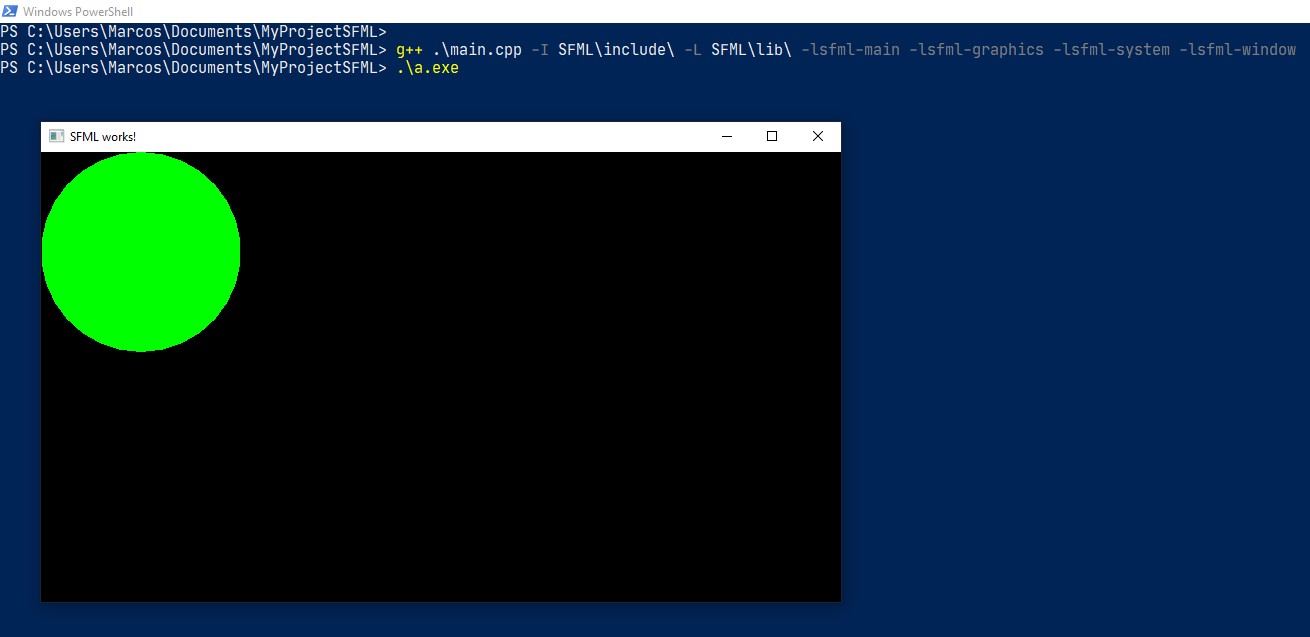 Windows PowerShell
PS C:\Users\Marcos\Documents\MyProjectSFML>
PS C:\Users\Marcos\Documents\MyProjectSFML> g++ .\main.cpp -I SFML\include\ -L SFML\lib\ -lsfml-main -lsfml-graphics -lsfml-system -lsfml-window
PS C:\Users\Marcos\Documents\MyProjectSFML> .\a.exe
SFML works!